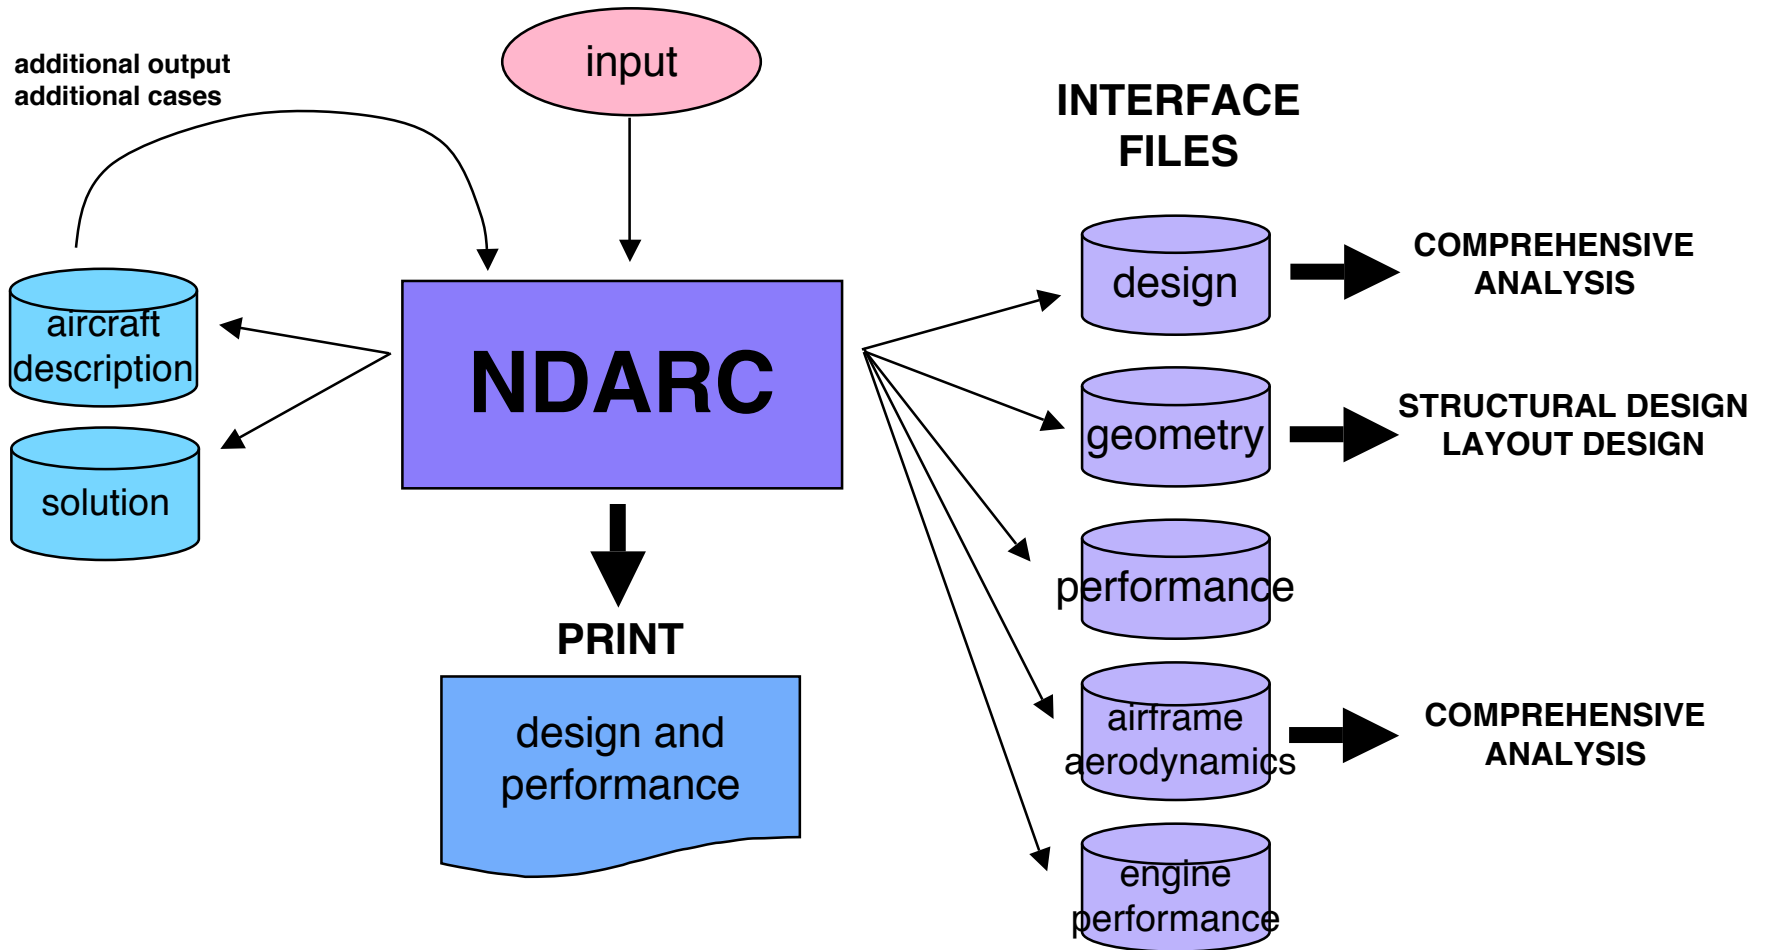 additional output
additional cases
input
INTERFACE
FILES
aircraft
description
solution
NDARC
PRINT
design and
performance
design
COMPREHENSIVE
ANALYSIS
geometry
STRUCTURAL DESIGN
LAYOUT DESIGN
performance
airframe
aerodynamics
COMPREHENSIVE
ANALYSIS
engine
performance